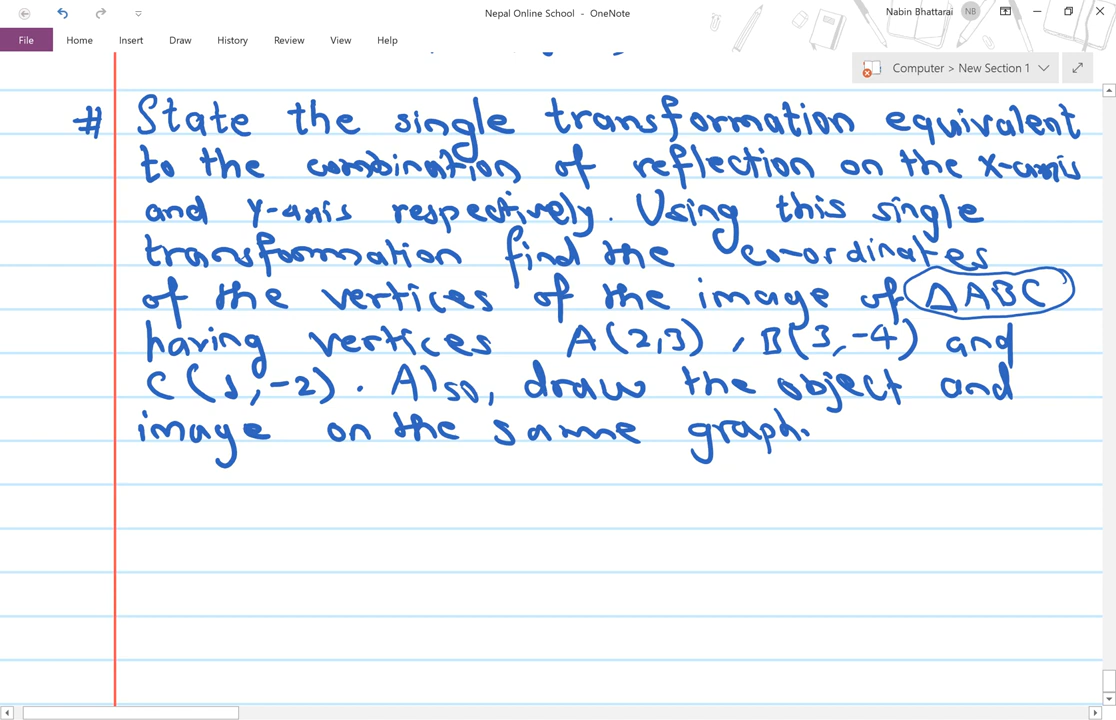 Nepal Online School - OneNote
Nabin Bhattarai NB
File Home Insert Draw History Review View Help
Computer > New Section 1
# State the single transformation equivalent
to the combination of reflection on the X-axis
and Y-axis respectively. Using this single
transformation find the co-ordinates
of the vertices of the image of △ABC
having vertices A(2,3), B(3,-4) and
C(1,-2). Also, draw the object and
image on the same graph.